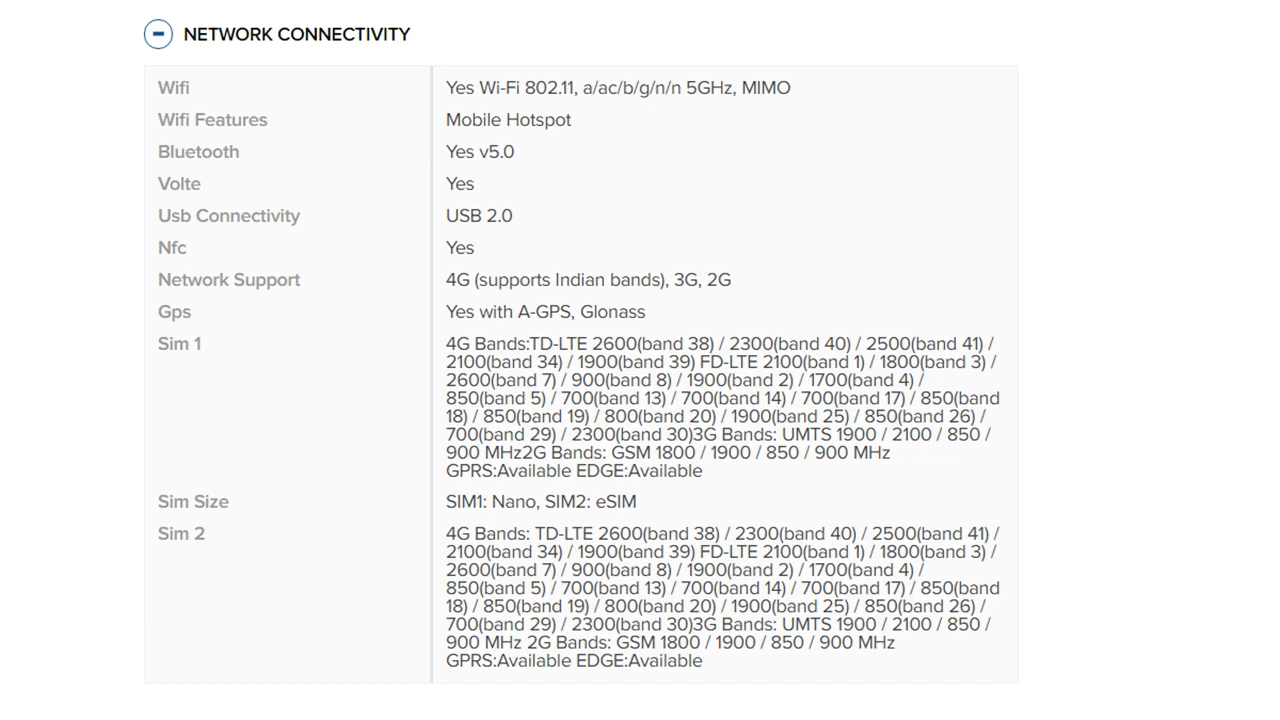 NETWORK CONNECTIVITY
Wifi Yes Wi-Fi 802.11, a/ac/b/g/n/n 5GHz, MIMO
Wifi Features Mobile Hotspot
Bluetooth Yes v5.0
Volte Yes
Usb Connectivity USB 2.0
Nfc Yes
Network Support 4G (supports Indian bands), 3G, 2G
Gps Yes with A-GPS, Glonass
Sim 1 4G Bands:TD-LTE 2600(band 38) / 2300(band 40) / 2500(band 41) /
2100(band 34) / 1900(band 39) FD-LTE 2100(band 1) / 1800(band 3) /
2600(band 7) / 900(band 8) / 1900(band 2) / 1700(band 4) /
850(band 5) / 700(band 13) / 700(band 14) / 700(band 17) / 850(band
18) / 850(band 19) / 800(band 20) / 1900(band 25) / 850(band 26) /
700(band 29) / 2300(band 30)3G Bands: UMTS 1900 / 2100 / 850 /
900 MHz2G Bands: GSM 1800 / 1900 / 850 / 900 MHz
GPRS:Available EDGE:Available
Sim Size SIM1: Nano, SIM2: eSIM
Sim 2 4G Bands: TD-LTE 2600(band 38) / 2300(band 40) / 2500(band 41) /
2100(band 34) / 1900(band 39) FD-LTE 2100(band 1) / 1800(band 3) /
2600(band 7) / 900(band 8) / 1900(band 2) / 1700(band 4) /
850(band 5) / 700(band 13) / 700(band 14) / 700(band 17) / 850(band
18) / 850(band 19) / 800(band 20) / 1900(band 25) / 850(band 26) /
700(band 29) / 2300(band 30)3G Bands: UMTS 1900 / 2100 / 850 /
900 MHz 2G Bands: GSM 1800 / 1900 / 850 / 900 MHz
GPRS:Available EDGE:Available